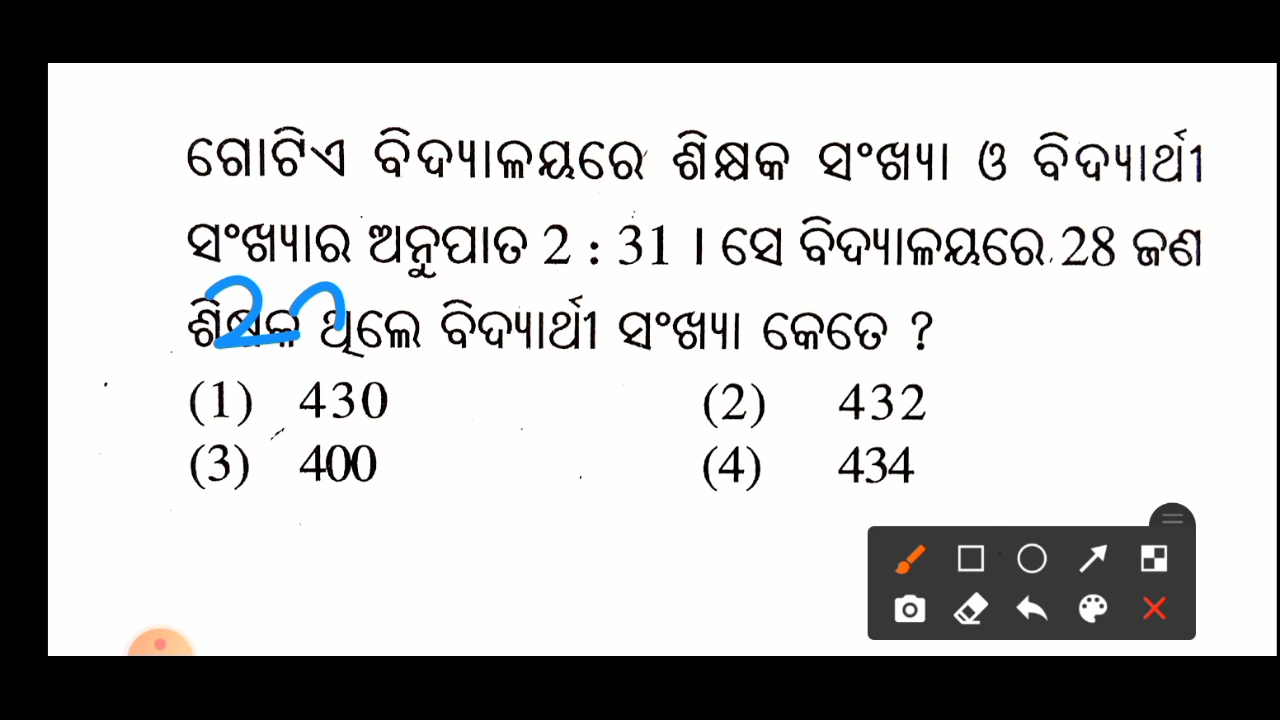 ଗୋଟିଏ ବିଦ୍ୟାଳୟରେ ଶିକ୍ଷକ ସଂଖ୍ୟା ଓ ବିଦ୍ୟାର୍ଥୀ
ସଂଖ୍ୟାର ଅନୁପାତ 2 : 31 । ସେ ବିଦ୍ୟାଳୟରେ 28 ଜଣ
ଶିକ୍ଷକ ଥିଲେ ବିଦ୍ୟାର୍ଥୀ ସଂଖ୍ୟା କେତେ ?
(1) 430 (2) 432
(3) 400 (4) 434